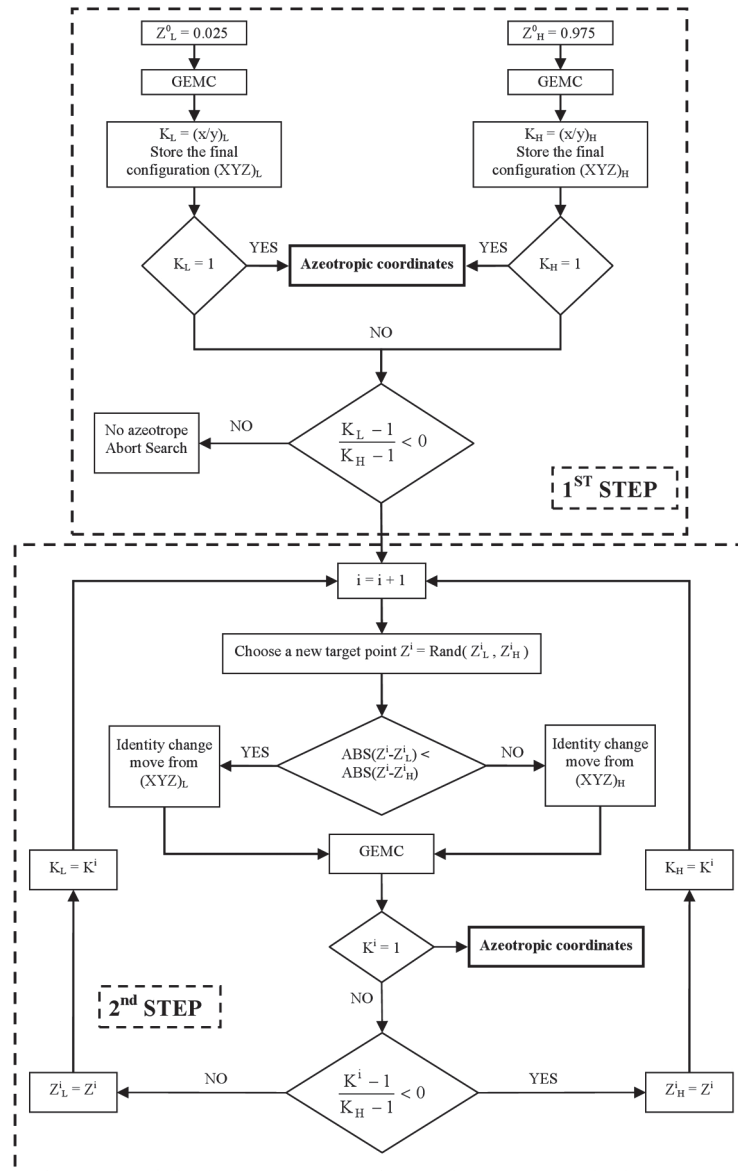 Z⁰L = 0.025
Z⁰H = 0.975
GEMC
GEMC
KL = (x/y)L
Store the final
configuration (XYZ)L
KH = (x/y)H
Store the final
configuration (XYZ)H
KL = 1
YES
Azeotropic coordinates
YES
KH = 1
NO
No azeotrope
Abort Search
NO
KL − 1
KH − 1
< 0
1ST STEP
i = i + 1
Choose a new target point Zⁱ = Rand( ZⁱL , ZⁱH )
Identity change
move from
(XYZ)L
YES
ABS(Zⁱ-ZⁱL) <
ABS(Zⁱ-ZⁱH)
NO
Identity change
move from
(XYZ)H
GEMC
KL = Kⁱ
KH = Kⁱ
Kⁱ = 1
Azeotropic coordinates
NO
2nd STEP
ZⁱL = Zⁱ
NO
Kⁱ − 1
KH − 1
< 0
YES
ZⁱH = Zⁱ